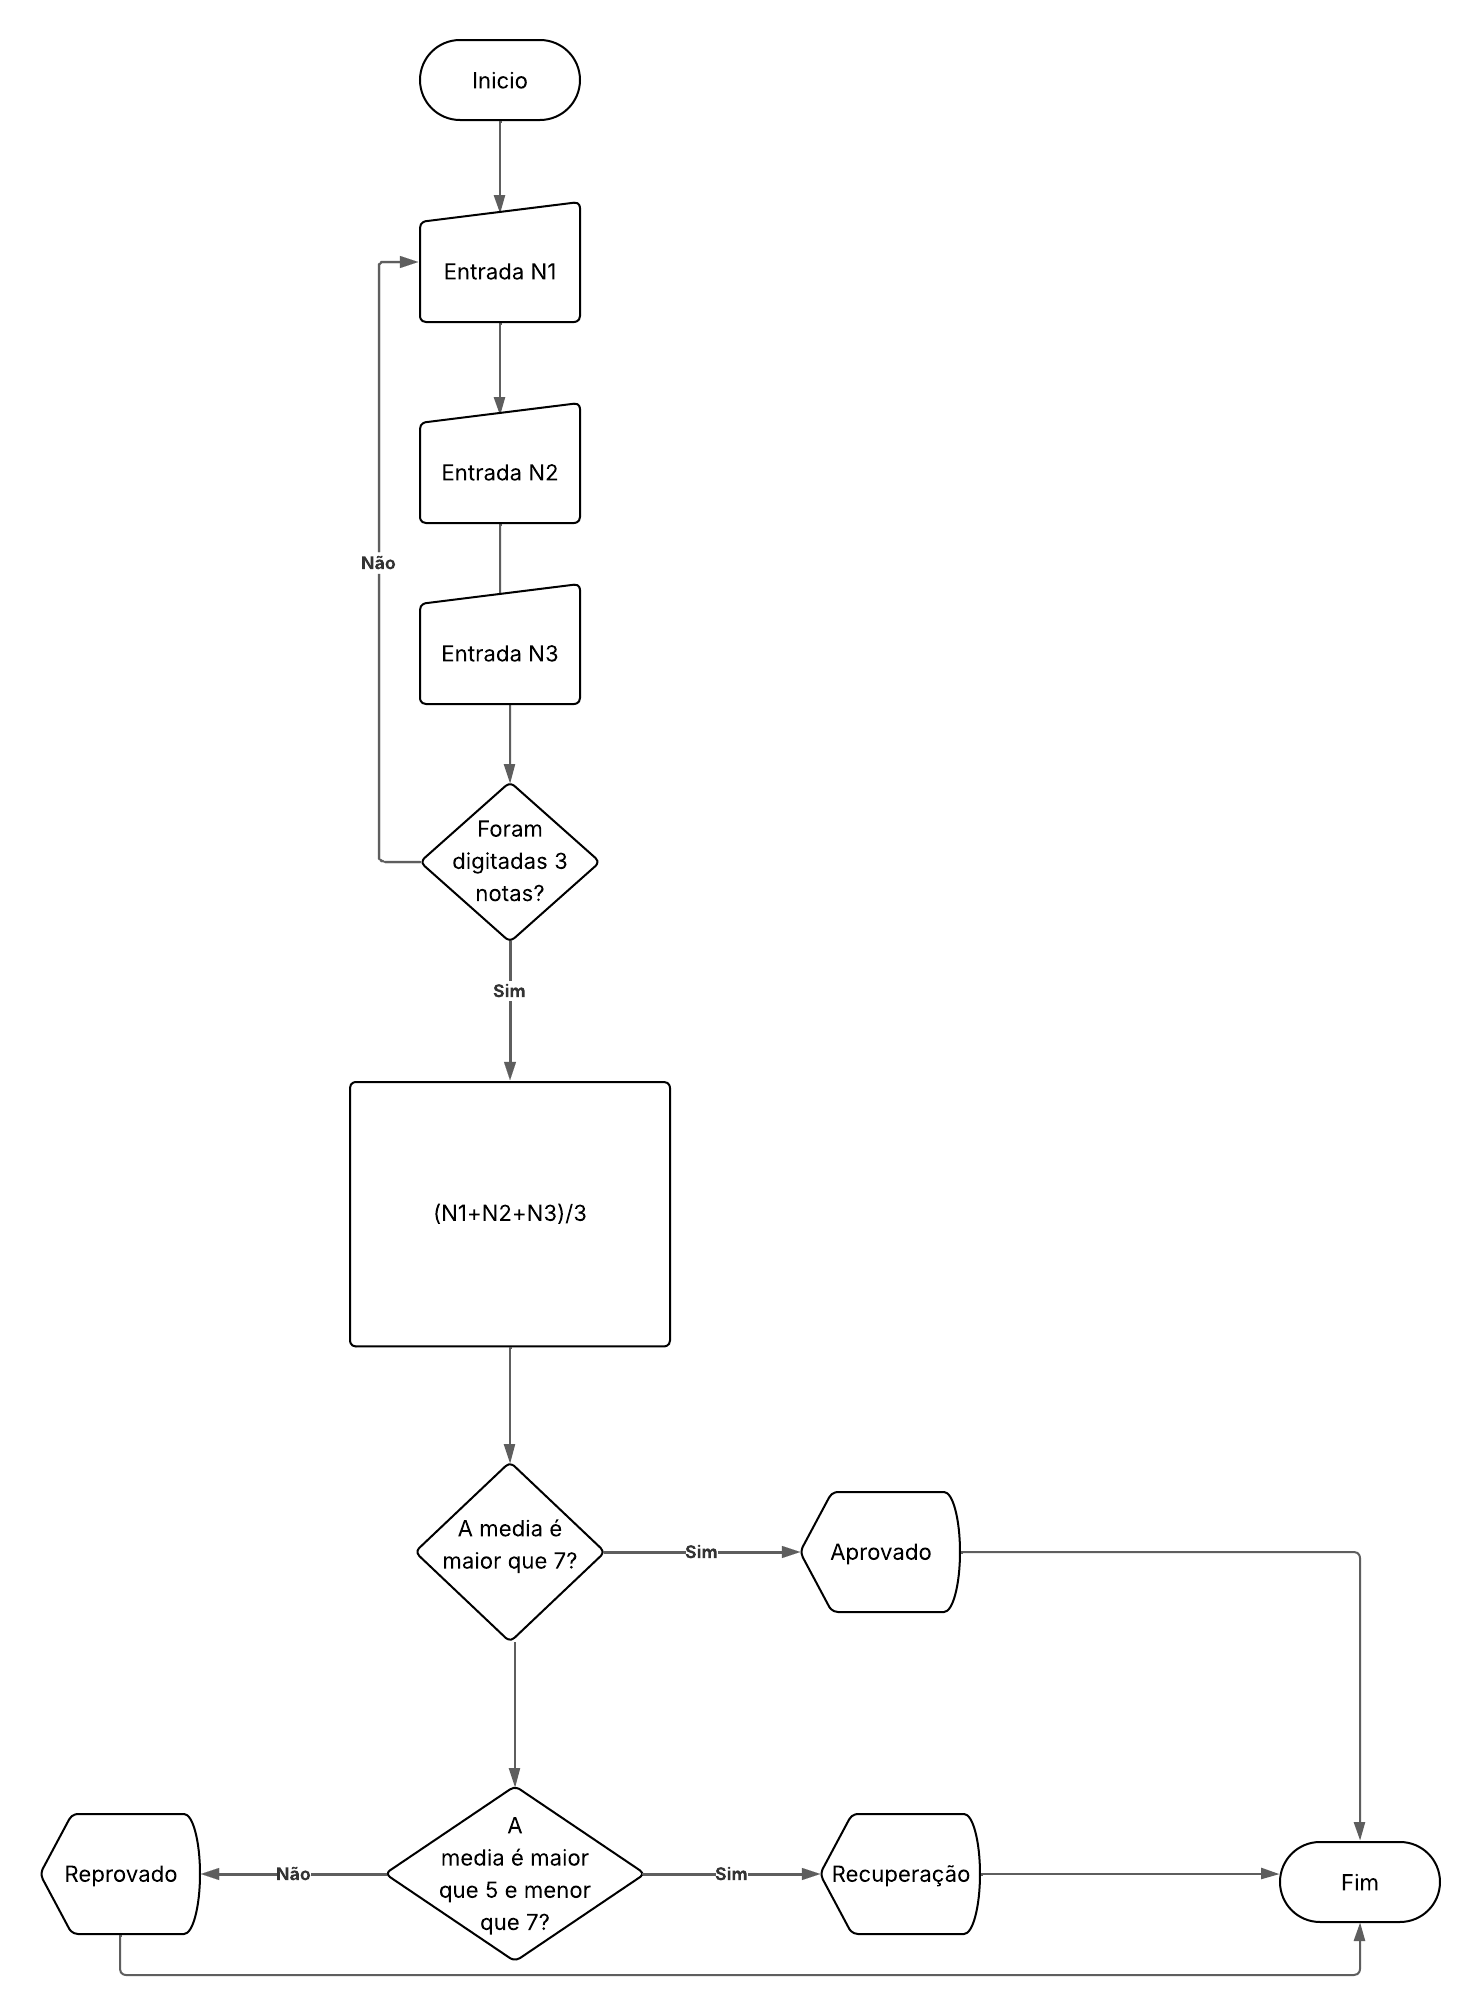 Inicio
Entrada N1
Entrada N2
Não
Entrada N3
Foram
digitadas 3
notas?
Sim
(N1+N2+N3)/3
A media é
maior que 7?
Sim
Aprovado
A
media é maior
que 5 e menor
que 7?
Não
Reprovado
Sim
Recuperação
Fim